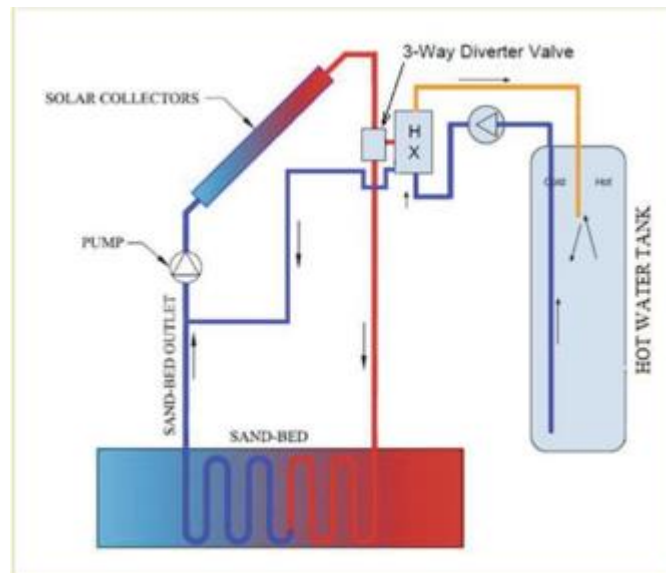 3-Way Diverter Valve
SOLAR COLLECTORS
H
X
Cold
Hot
PUMP
HOT WATER TANK
SAND-BED OUTLET
SAND-BED